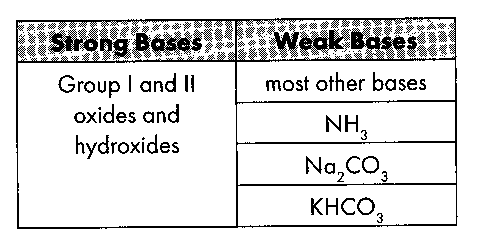 Strong Bases
Weak Bases
Group I and II
oxides and
hydroxides
most other bases
NH₃
Na₂CO₃
KHCO₃